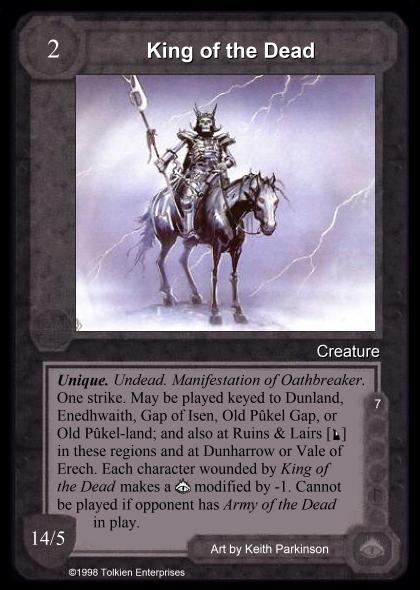 2
King of the Dead
Creature
Unique. Undead. Manifestation of Oathbreaker.
One strike. May be played keyed to Dunland,
Enedhwaith, Gap of Isen, Old Pûkel Gap, or
Old Pûkel-land; and also at Ruins & Lairs []
in these regions and at Dunharrow or Vale of
Erech. Each character wounded by King of
the Dead makes a modified by -1. Cannot
be played if opponent has Army of the Dead
in play.
7
14/5
Art by Keith Parkinson
©1998 Tolkien Enterprises